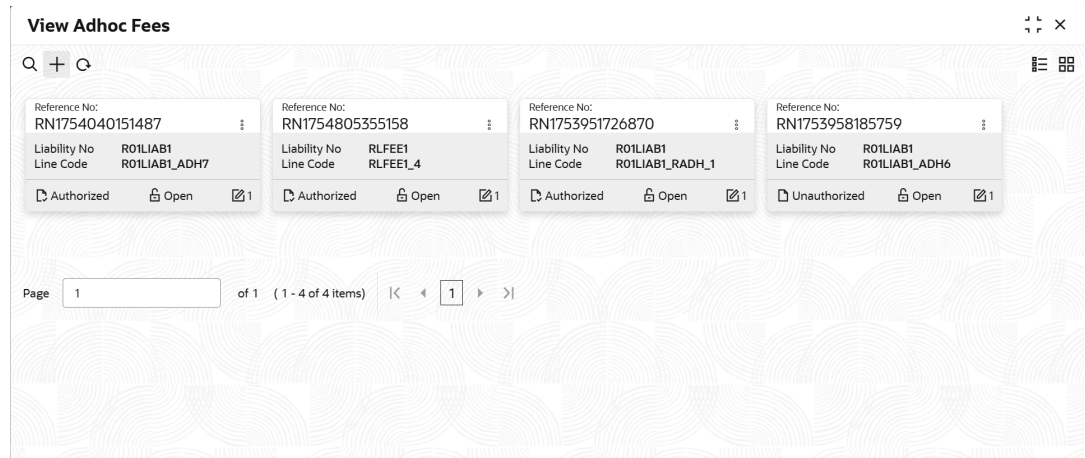 View Adhoc Fees
Reference No:
RN1754040151487
Liability No R01LIAB1
Line Code R01LIAB1_ADH7
Authorized Open 1
Reference No:
RN1754805355158
Liability No RLFEE1
Line Code RLFEE1_4
Authorized Open 1
Reference No:
RN1753951726870
Liability No R01LIAB1
Line Code R01LIAB1_RADH_1
Authorized Open 1
Reference No:
RN1753958185759
Liability No R01LIAB1
Line Code R01LIAB1_ADH6
Unauthorized Open 1
Page 1 of 1 ( 1 - 4 of 4 items) 1